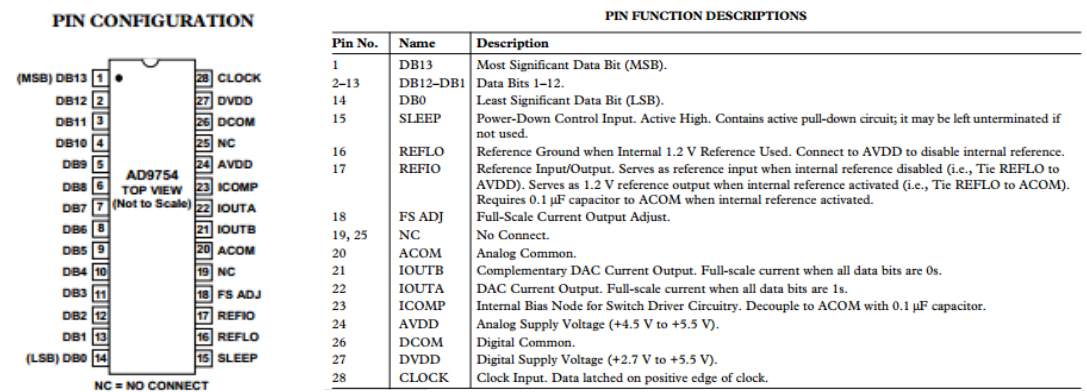 PIN CONFIGURATION
(MSB) DB13 1
DB12 2
DB11 3
DB10 4
DB9 5
DB8 6
DB7 7
DB6 8
DB5 9
DB4 10
DB3 11
DB2 12
DB1 13
(LSB) DB0 14
AD9754
TOP VIEW
(Not to Scale)
28 CLOCK
27 DVDD
26 DCOM
25 NC
24 AVDD
23 ICOMP
22 IOUTA
21 IOUTB
20 ACOM
19 NC
18 FS ADJ
17 REFIO
16 REFLO
15 SLEEP
NC = NO CONNECT
PIN FUNCTION DESCRIPTIONS
Pin No. Name Description
1 DB13 Most Significant Data Bit (MSB).
2–13 DB12–DB1 Data Bits 1–12.
14 DB0 Least Significant Data Bit (LSB).
15 SLEEP Power-Down Control Input. Active High. Contains active pull-down circuit; it may be left unterminated if
not used.
16 REFLO Reference Ground when Internal 1.2 V Reference Used. Connect to AVDD to disable internal reference.
17 REFIO Reference Input/Output. Serves as reference input when internal reference disabled (i.e., Tie REFLO to
AVDD). Serves as 1.2 V reference output when internal reference activated (i.e., Tie REFLO to ACOM).
Requires 0.1 µF capacitor to ACOM when internal reference activated.
18 FS ADJ Full-Scale Current Output Adjust.
19, 25 NC No Connect.
20 ACOM Analog Common.
21 IOUTB Complementary DAC Current Output. Full-scale current when all data bits are 0s.
22 IOUTA DAC Current Output. Full-scale current when all data bits are 1s.
23 ICOMP Internal Bias Node for Switch Driver Circuitry. Decouple to ACOM with 0.1 µF capacitor.
24 AVDD Analog Supply Voltage (+4.5 V to +5.5 V).
26 DCOM Digital Common.
27 DVDD Digital Supply Voltage (+2.7 V to +5.5 V).
28 CLOCK Clock Input. Data latched on positive edge of clock.